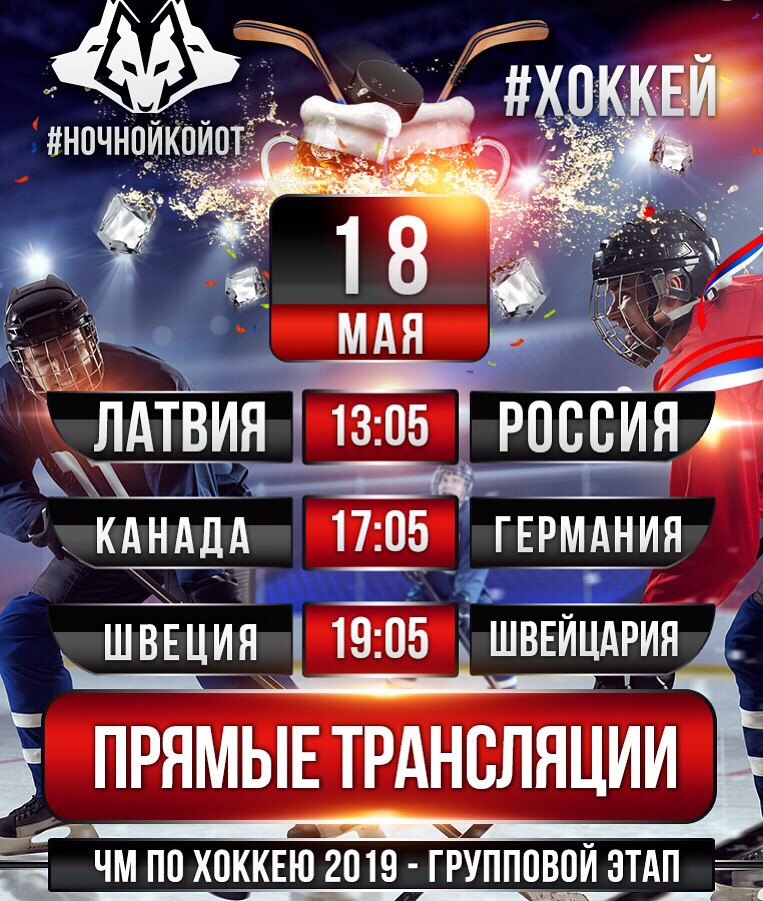 #ХОККЕЙ
#НОЧНОЙКОЙОТ
18
МАЯ
ЛАТВИЯ 13:05 РОССИЯ
КАНАДА 17:05 ГЕРМАНИЯ
ШВЕЦИЯ 19:05 ШВЕЙЦАРИЯ
ПРЯМЫЕ ТРАНСЛЯЦИИ
ЧМ ПО ХОККЕЮ 2019 - ГРУППОВОЙ ЭТАП